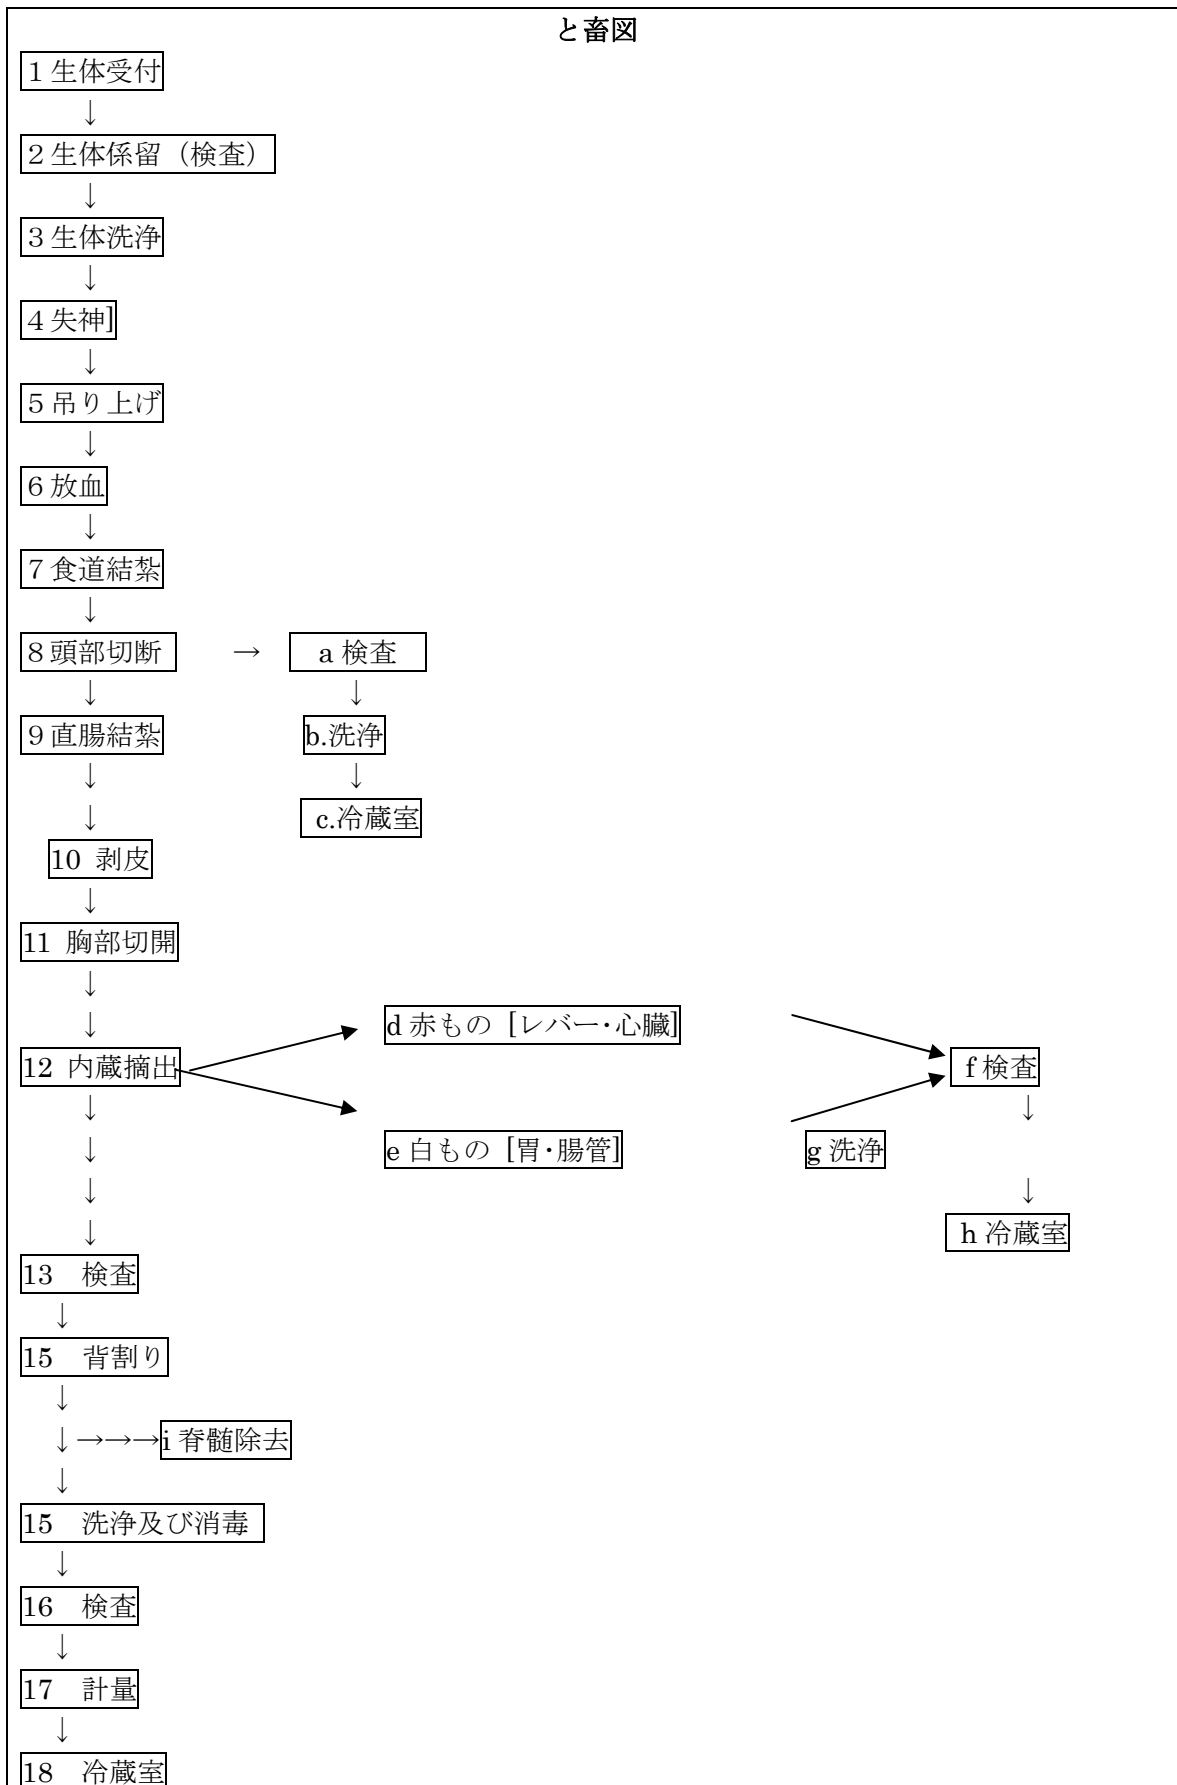 と畜図
１生体受付
↓
２生体係留（検査）
↓
３生体洗浄
↓
４失神]
↓
５吊り上げ
↓
６放血
↓
７食道結紮
↓
８頭部切断 → a 検査
↓ ↓
９直腸結紮 b.洗浄
↓ ↓
↓ c.冷蔵室
10 剥皮
↓
11 胸部切開
↓
↓ d 赤もの［レバー・心臓］
12 内蔵摘出 f 検査
↓ ↓
↓ e 白もの［胃・腸管］ g 洗浄
↓ ↓
↓ h 冷蔵室
13 検査
↓
15 背割り
↓
↓→→→i 脊髄除去
↓
15 洗浄及び消毒
↓
16 検査
↓
17 計量
↓
18 冷蔵室